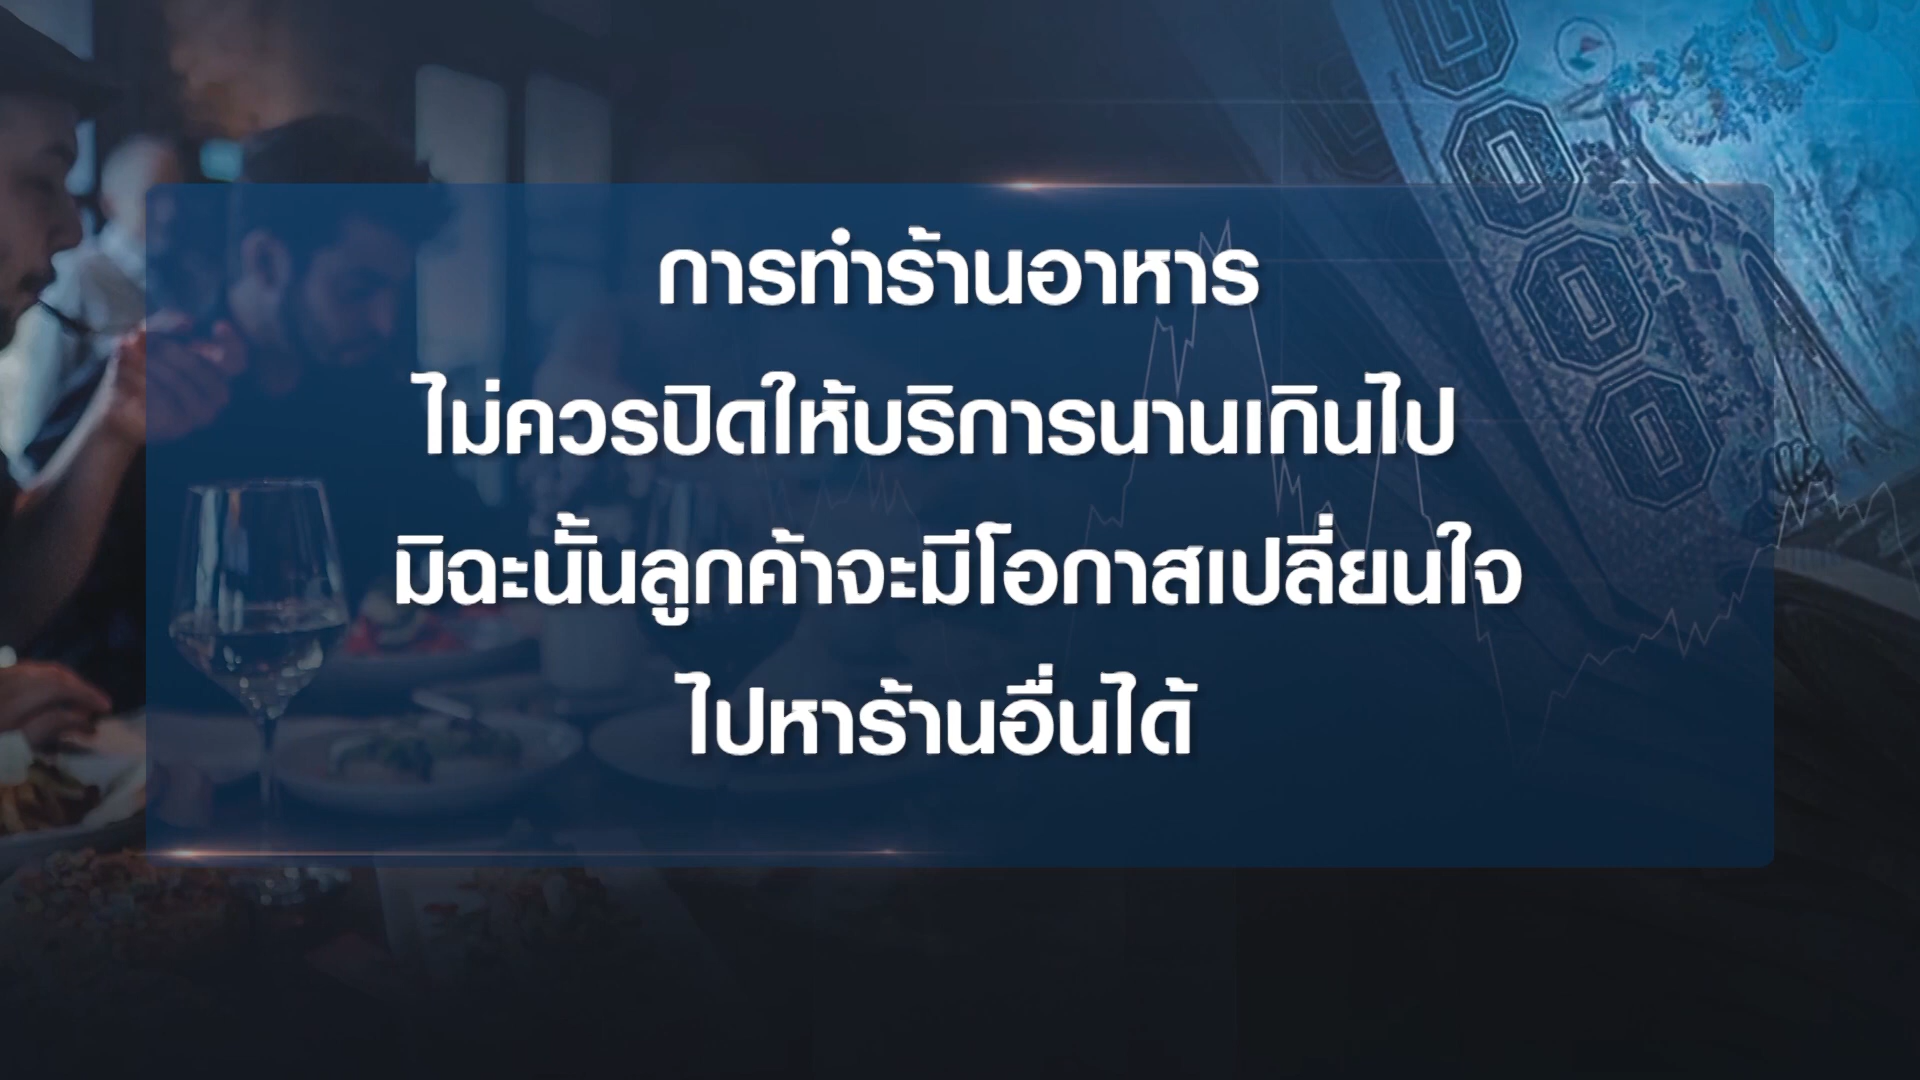 การทำร้านอาหาร
ไม่ควรปิดให้บริการนานเกินไป
มิฉะนั้นลูกค้าจะมีโอกาสเปลี่ยนใจ
ไปหาร้านอื่นได้